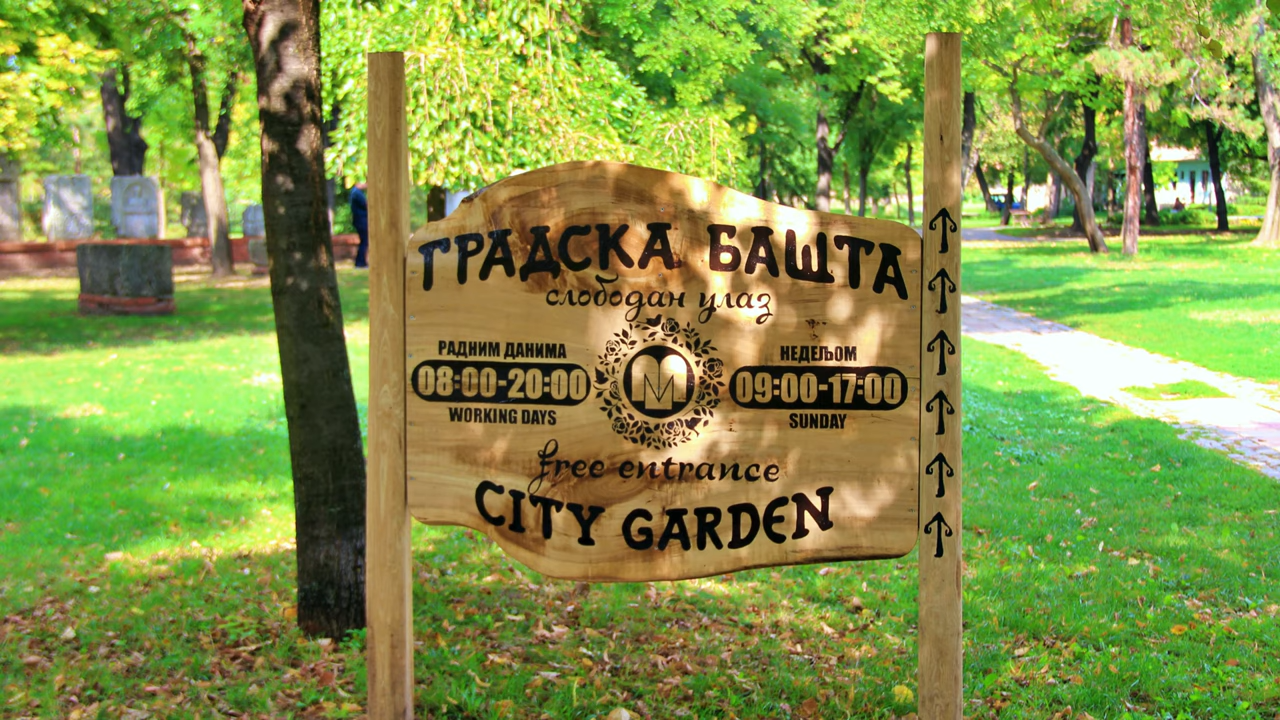 ГРАДСКА БАШТА
слободан улаз
РАДНИМ ДАНИМА
08:00-20:00
WORKING DAYS
M
НЕДЕЉОМ
09:00-17:00
SUNDAY
free entrance
CITY GARDEN